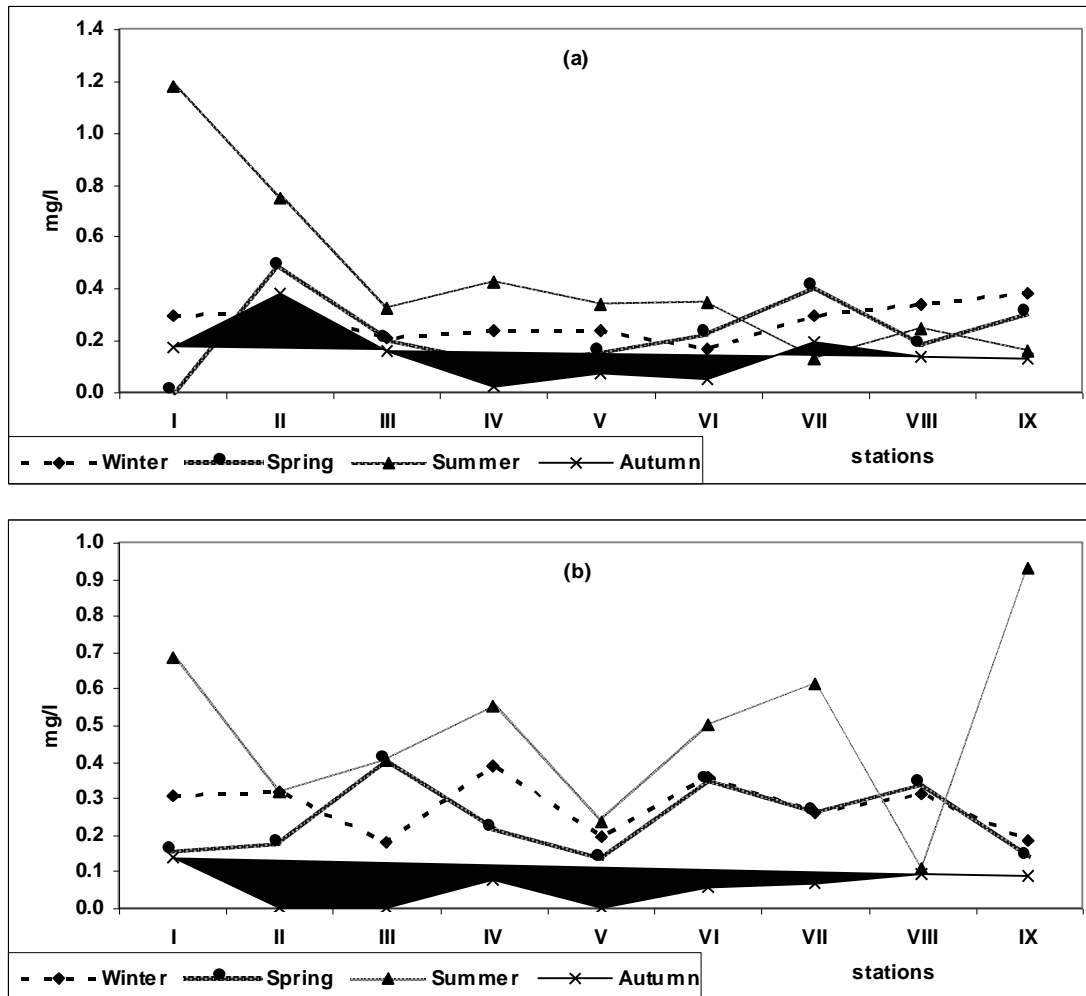 1.4
(a)
1.2
1.0
0.8
mg/l
0.6
0.4
0.2
0.0
I II III IV V VI VII VIII IX
Winter Spring Summer Autumn
stations
1.0
(b)
0.9
0.8
0.7
0.6
mg/l
0.5
0.4
0.3
0.2
0.1
0.0
I II III IV V VI VII VIII IX
Winter Spring Summer Autumn
stations